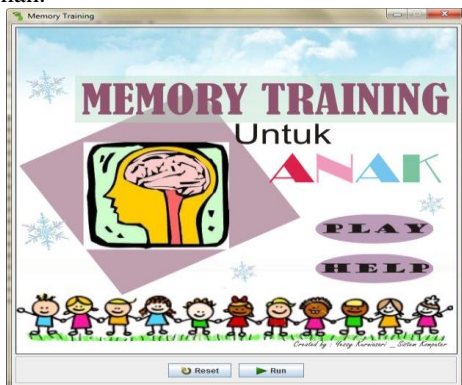 Memory Training
MEMORY TRAINING
Untuk
ANAK
PLAY
HELP
Created by : Yessy Kurniasari _ Sistem Komputer
Reset
Run